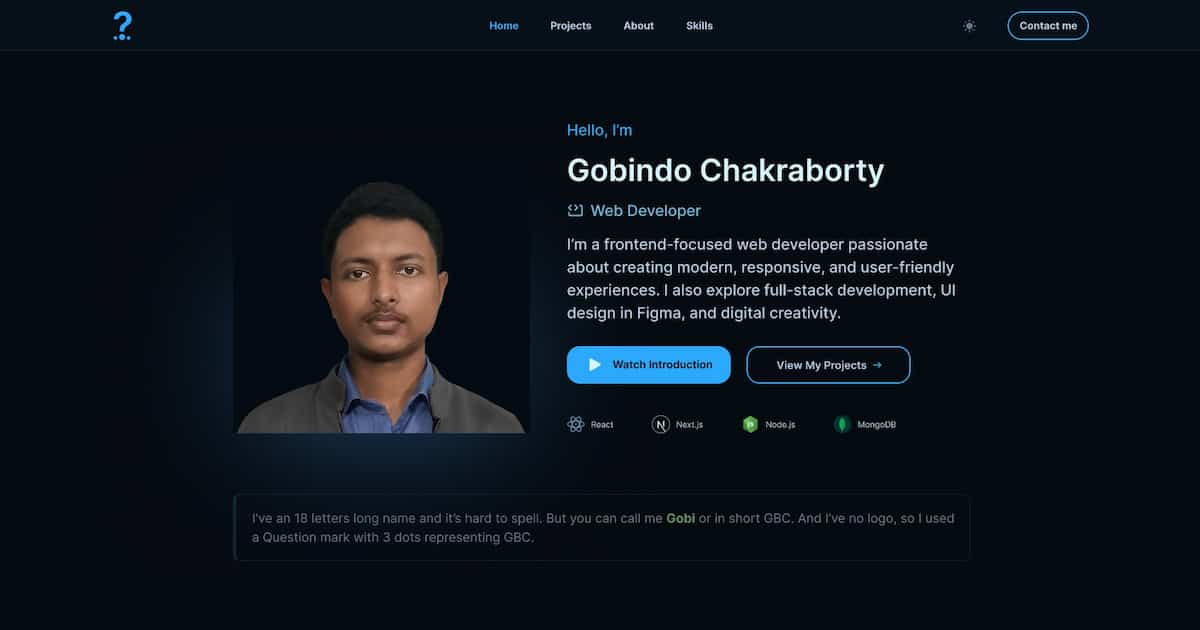 ?
Home Projects About Skills Contact me
Hello, I'm
Gobindo Chakraborty
Web Developer
I'm a frontend-focused web developer passionate
about creating modern, responsive, and user-friendly
experiences. I also explore full-stack development, UI
design in Figma, and digital creativity.
Watch Introduction View My Projects →
React N Next.js Node.js MongoDB
I've an 18 letters long name and it's hard to spell. But you can call me Gobi or in short GBC. And I've no logo, so I used
a Question mark with 3 dots representing GBC.